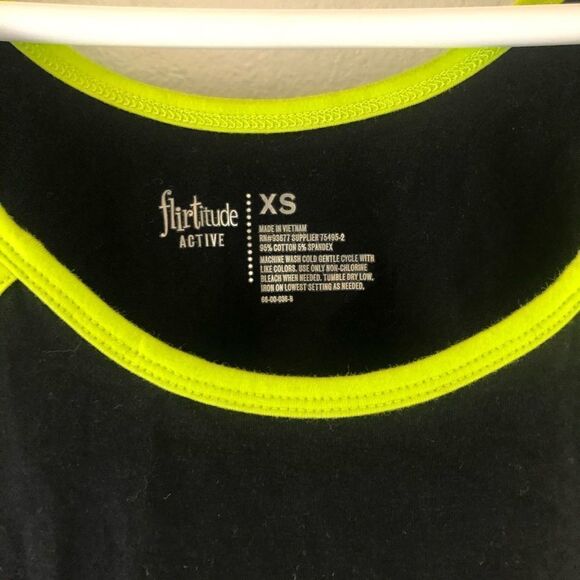 flirtitude
ACTIVE
XS
MADE IN VIETNAM
RN#93677 SUPPLIER 75495-2
95% COTTON 5% SPANDEX
MACHINE WASH COLD GENTLE CYCLE WITH
LIKE COLORS. USE ONLY NON-CHLORINE
BLEACH WHEN NEEDED. TUMBLE DRY LOW.
IRON ON LOWEST SETTING AS NEEDED.
68-00-036-B